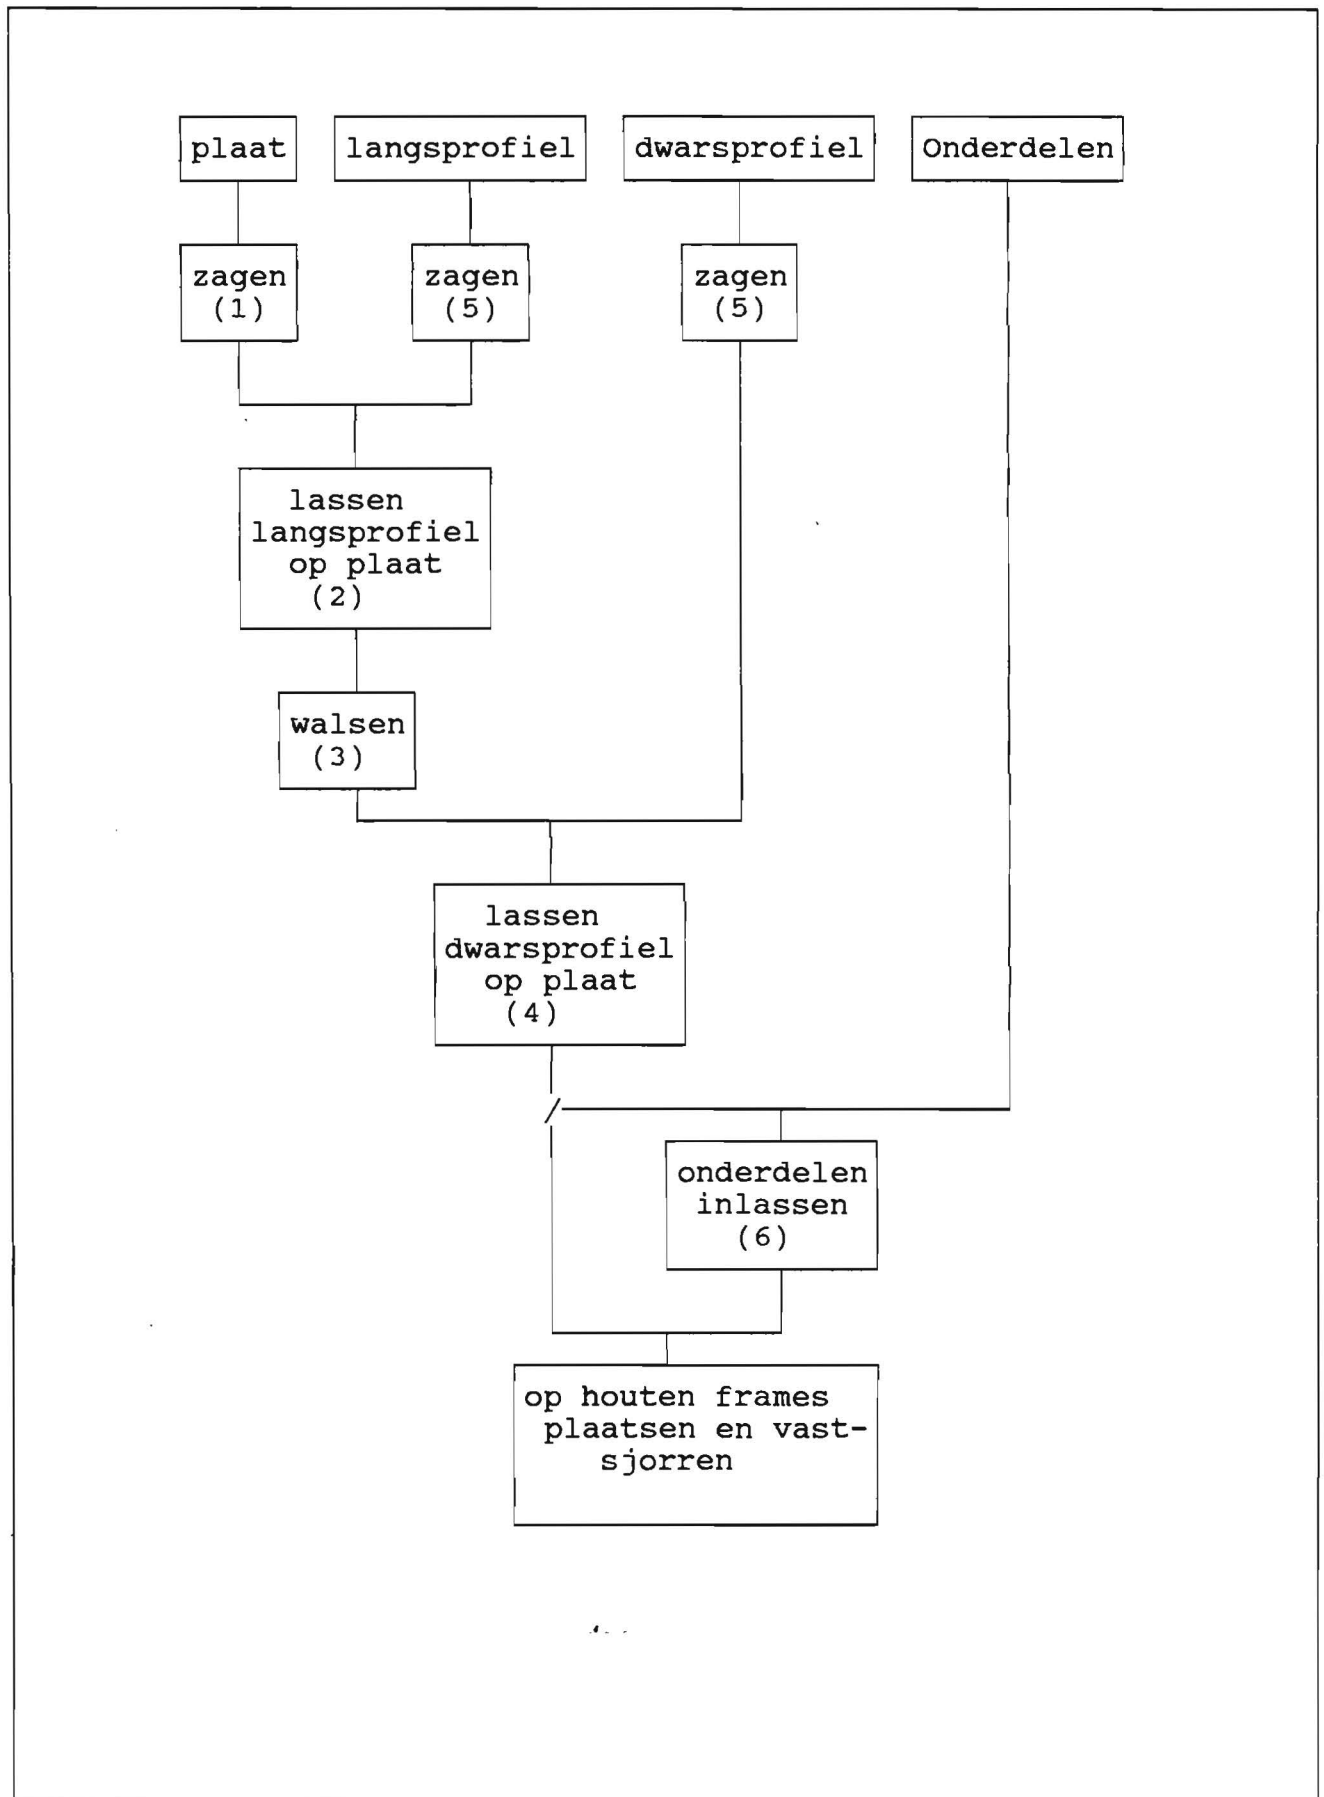 plaat
langsprofiel
dwarsprofiel
Onderdelen
zagen
(1)
zagen
(5)
zagen
(5)
lassen
langsprofiel
op plaat
(2)
walsen
(3)
lassen
dwarsprofiel
op plaat
(4)
onderdelen
inlassen
(6)
op houten frames
plaatsen en vast-
sjorren